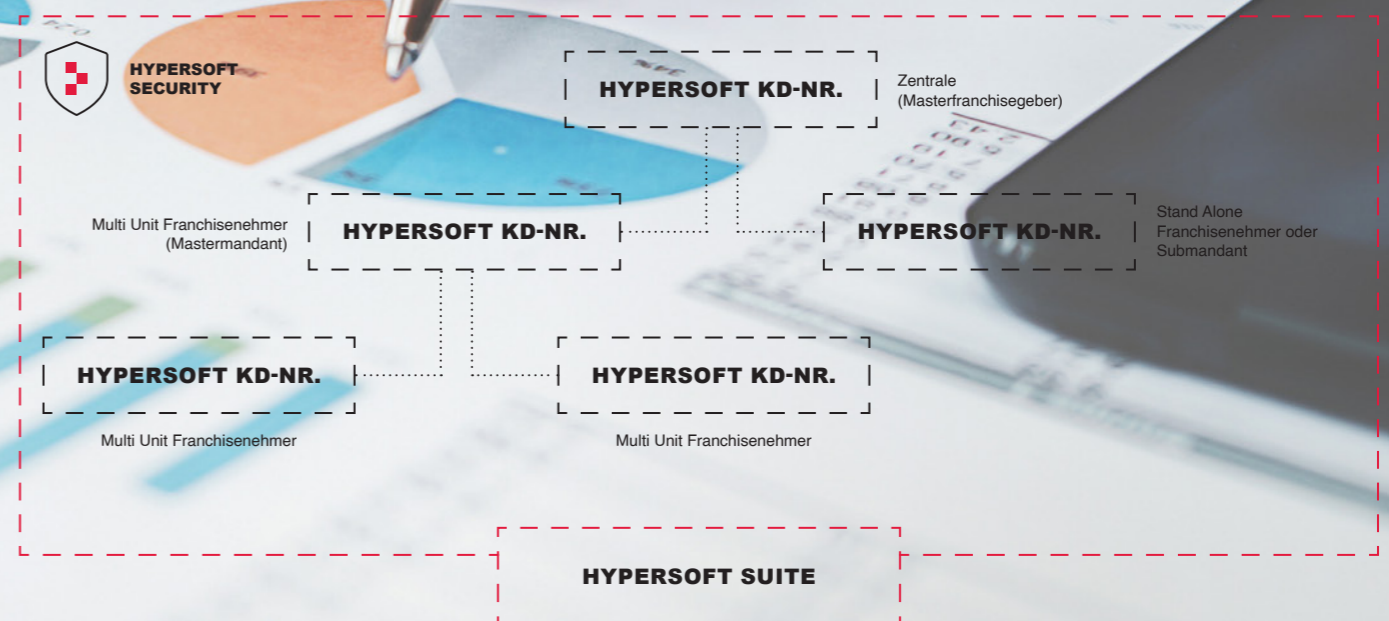 HYPERSOFT
SECURITY
HYPERSOFT KD-NR.
Zentrale
(Masterfranchisegeber)
Multi Unit Franchisenehmer
(Mastermandant)
HYPERSOFT KD-NR.
HYPERSOFT KD-NR.
Stand Alone
Franchisenehmer oder
Submandant
HYPERSOFT KD-NR.
HYPERSOFT KD-NR.
Multi Unit Franchisenehmer
Multi Unit Franchisenehmer
HYPERSOFT SUITE